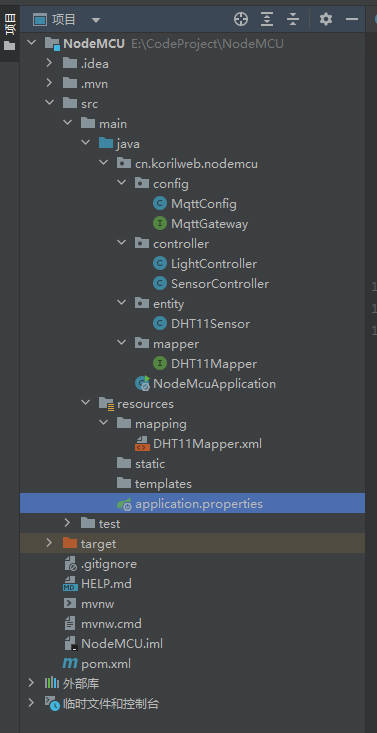 项目
项目
NodeMCU E:\CodeProject\NodeMCU
.idea
.mvn
src
main
java
cn.korilweb.nodemcu
config
MqttConfig
MqttGateway
controller
LightController
SensorController
entity
DHT11Sensor
mapper
DHT11Mapper
NodeMcuApplication
resources
mapping
DHT11Mapper.xml
static
templates
application.properties
test
target
.gitignore
HELP.md
mvnw
mvnw.cmd
NodeMCU.iml
pom.xml
外部库
临时文件和控制台